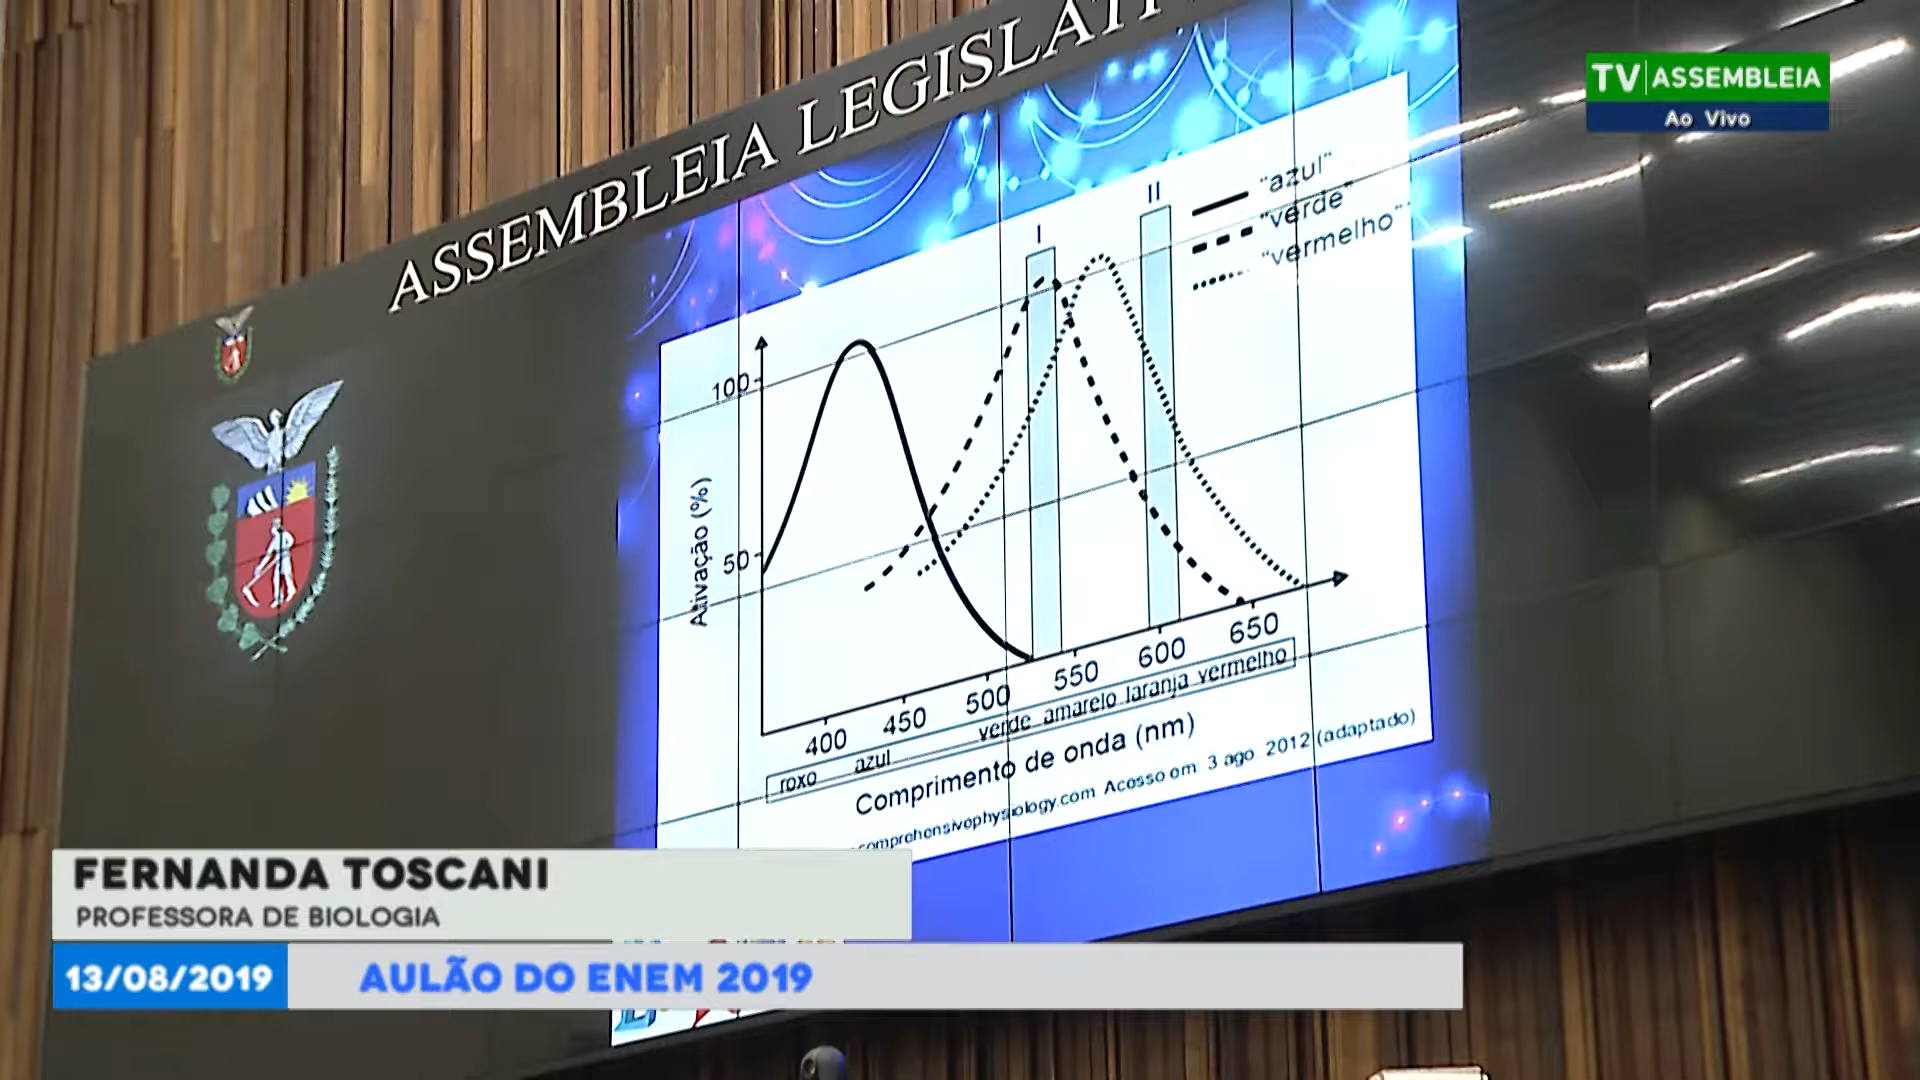 ASSEMBLEIA LEGISLATI
TV ASSEMBLEIA
Ao Vivo
I
II
"azul"
"verde"
"vermelho"
100
50
Ativação (%)
400 450 500 550 600 650
roxo azul verde amarelo laranja vermelho
Comprimento de onda (nm)
comprehensivephysiology.com. Acesso em: 3 ago. 2012 (adaptado)
FERNANDA TOSCANI
PROFESSORA DE BIOLOGIA
13/08/2019
AULÃO DO ENEM 2019